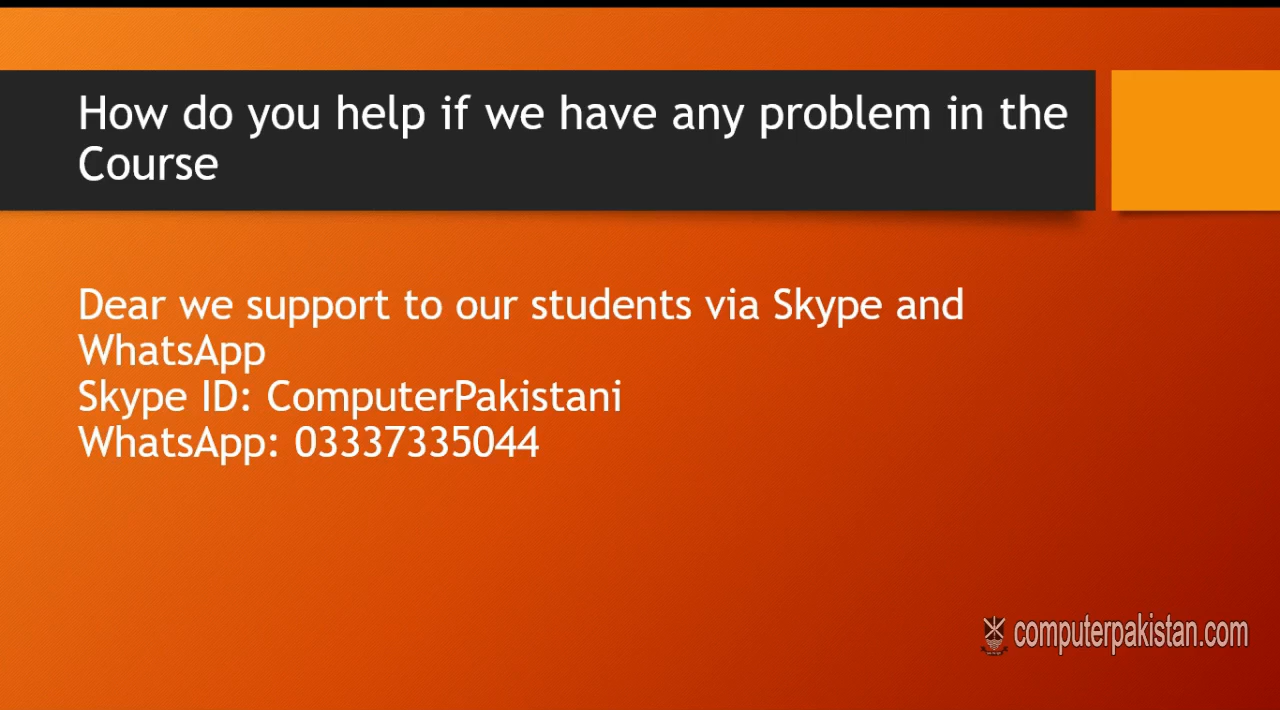 How do you help if we have any problem in the
Course
Dear we support to our students via Skype and
WhatsApp
Skype ID: ComputerPakistani
WhatsApp: 03337335044
computerpakistan.com